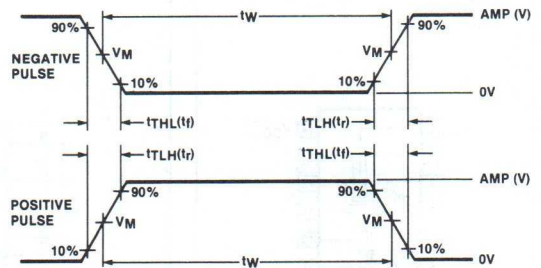 tW
90% 90% AMP (V)
NEGATIVE
PULSE
VM VM
10% 10%
0V
tTHL(tf) tTLH(tr)
tTLH(tr) tTHL(tf)
AMP (V)
90% 90%
POSITIVE
PULSE
VM VM
10% 10%
tW
0V